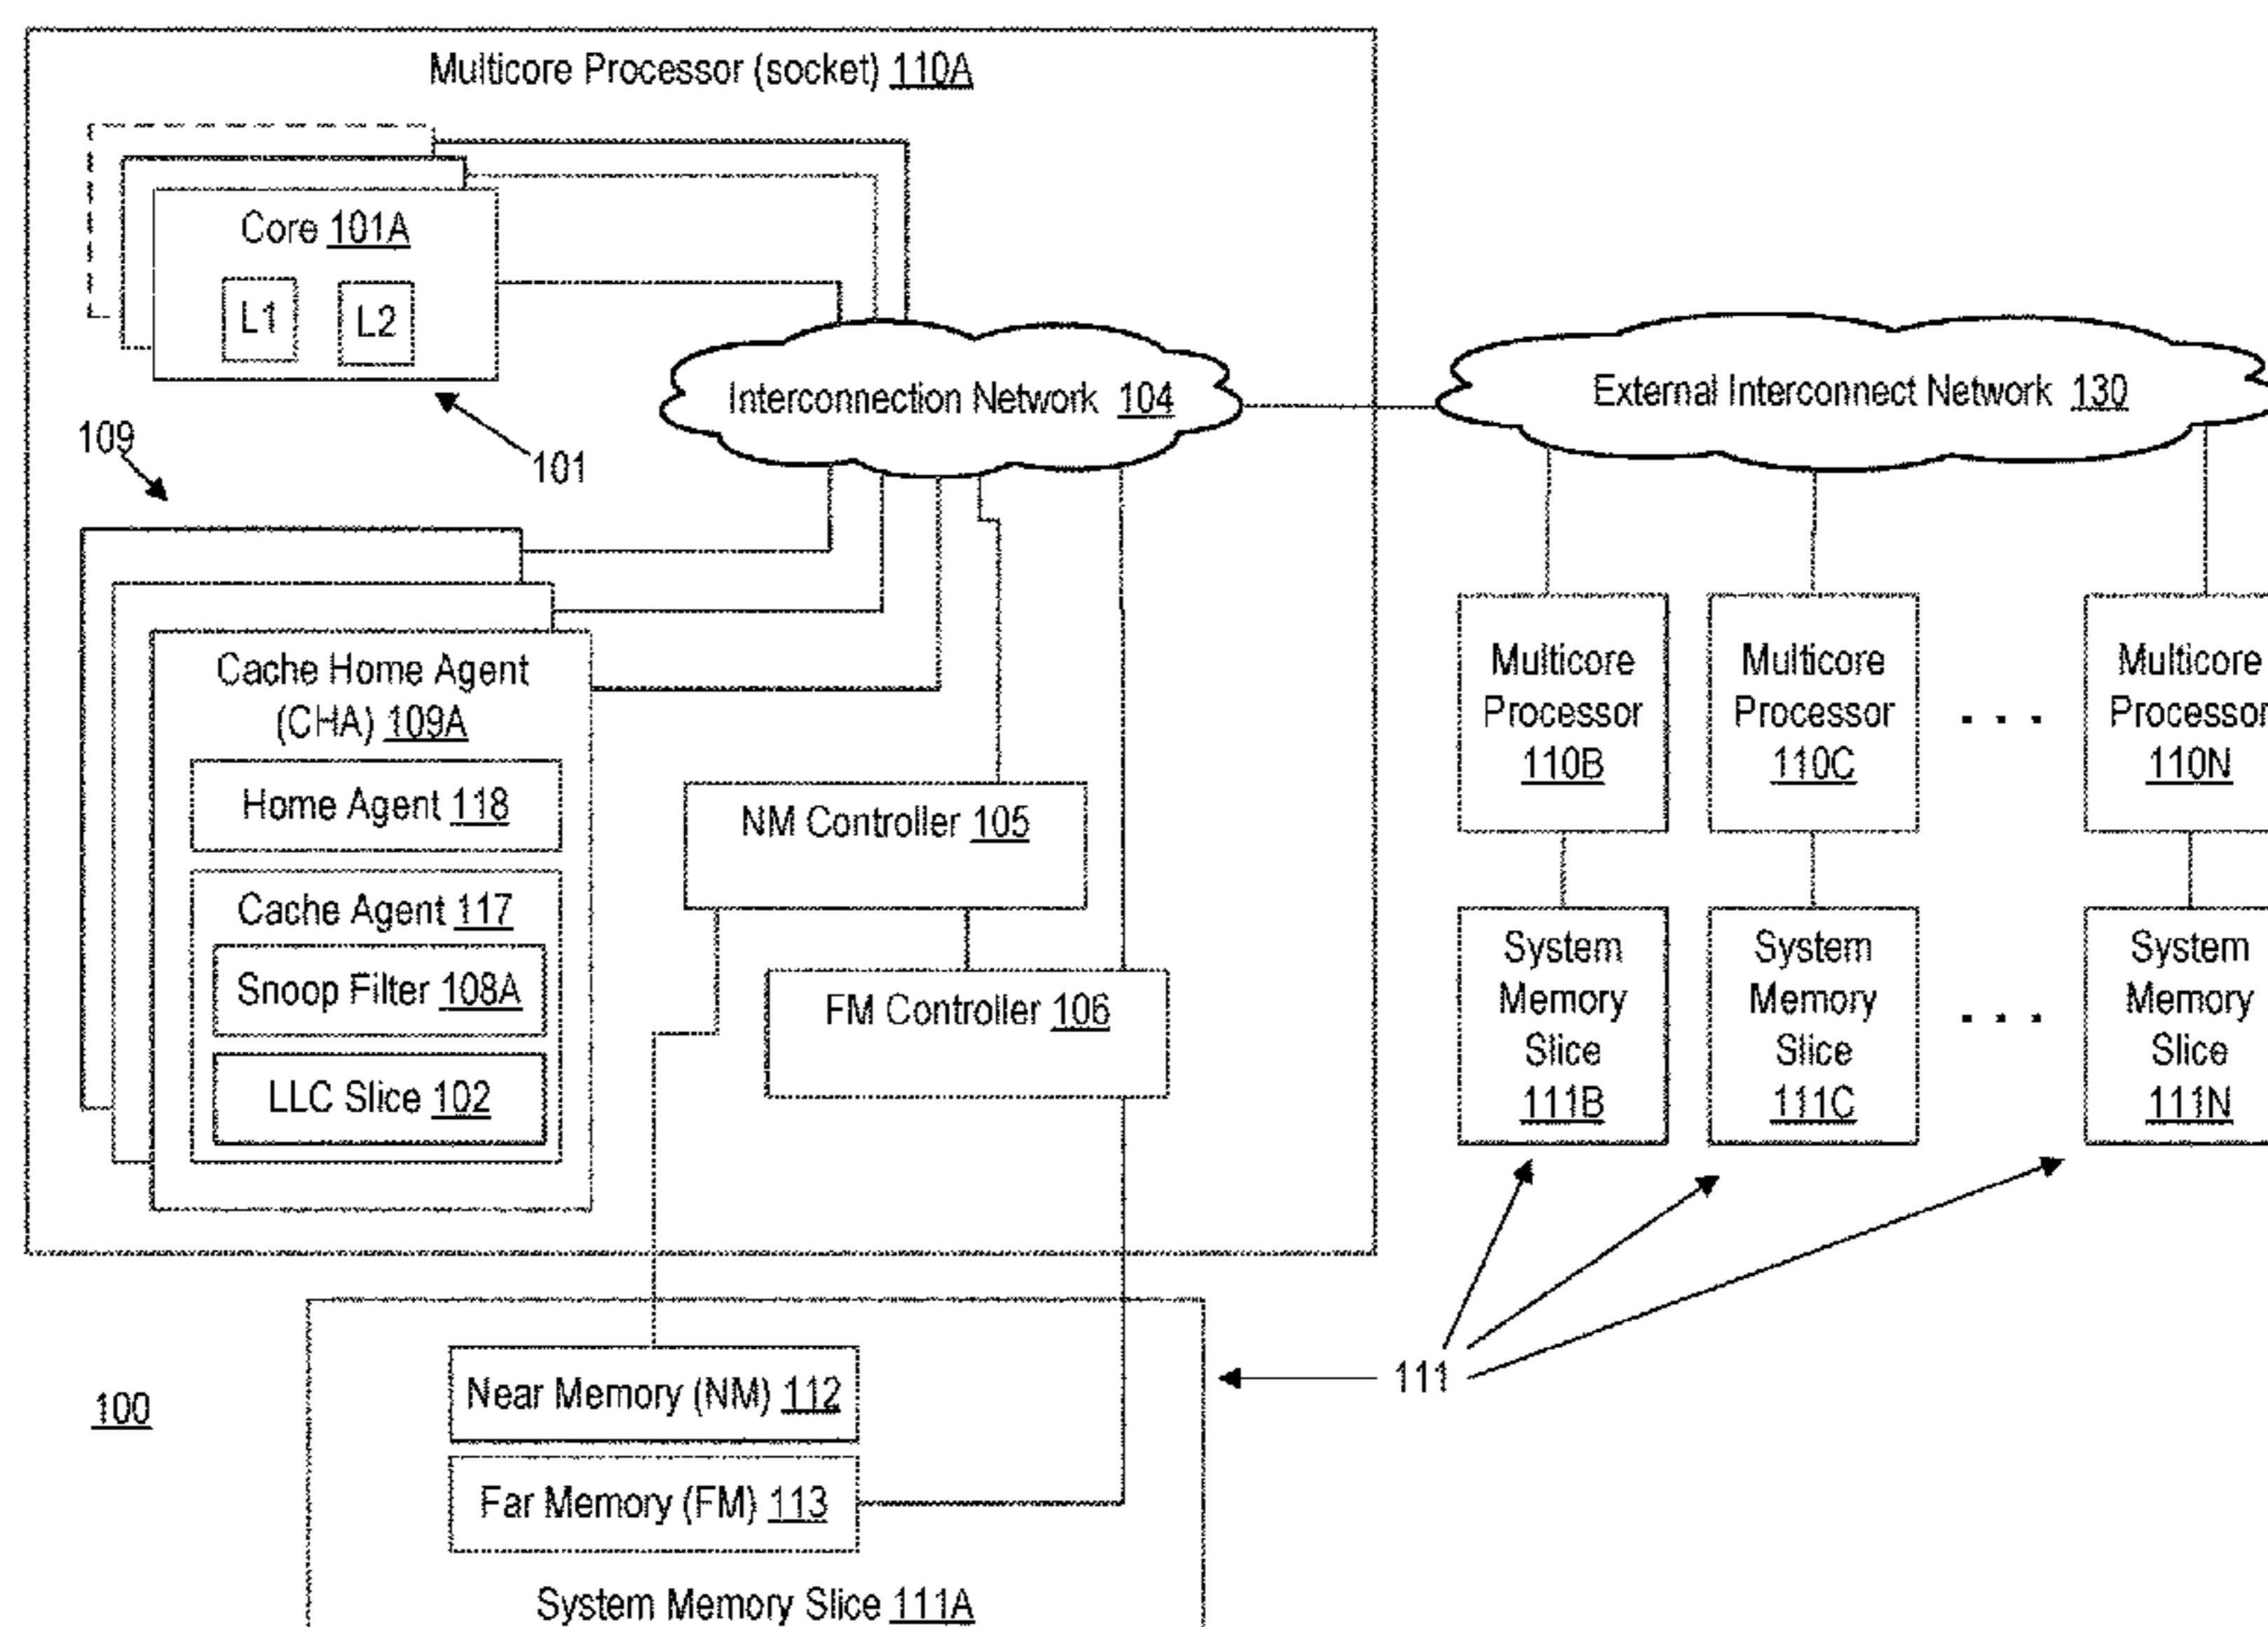 Multicore Processor (socket) 110A
Core 101A
L1
L2
101
109
Interconnection Network 104
External Interconnect Network 130
Cache Home Agent
(CHA) 109A
Home Agent 118
Cache Agent 117
Snoop Filter 108A
LLC Slice 102
NM Controller 105
FM Controller 106
Multicore
Processor
110B
Multicore
Processor
110C
. . .
Multicore
Processor
110N
System
Memory
Slice
111B
System
Memory
Slice
111C
. . .
System
Memory
Slice
111N
111
100
Near Memory (NM) 112
Far Memory (FM) 113
System Memory Slice 111A